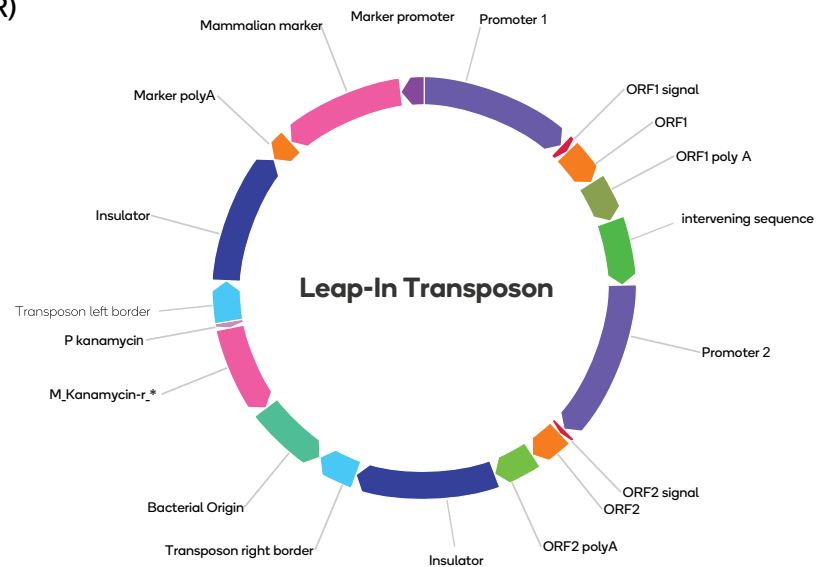 R)
Marker promoter
Promoter 1
Mammalian marker
Marker polyA
ORF1 signal
ORF1
ORF1 poly A
intervening sequence
Insulator
Leap-In Transposon
Transposon left border
P kanamycin
Promoter 2
M_Kanamycin-r_*
ORF2 signal
ORF2
Bacterial Origin
ORF2 polyA
Transposon right border
Insulator